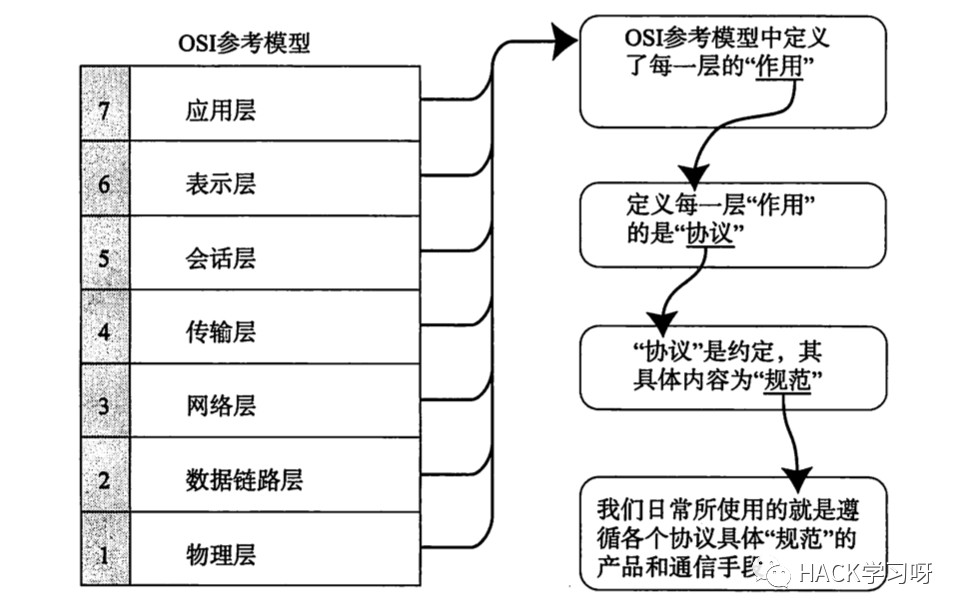 OSI参考模型
7 应用层
6 表示层
5 会话层
4 传输层
3 网络层
2 数据链路层
1 物理层
OSI参考模型中定义
了每一层的“作用”
定义每一层“作用”
的是“协议”
“协议”是约定，其
具体内容为“规范”
我们日常所使用的就是遵
循各个协议具体“规范”的
产品和通信手段
HACK学习呀